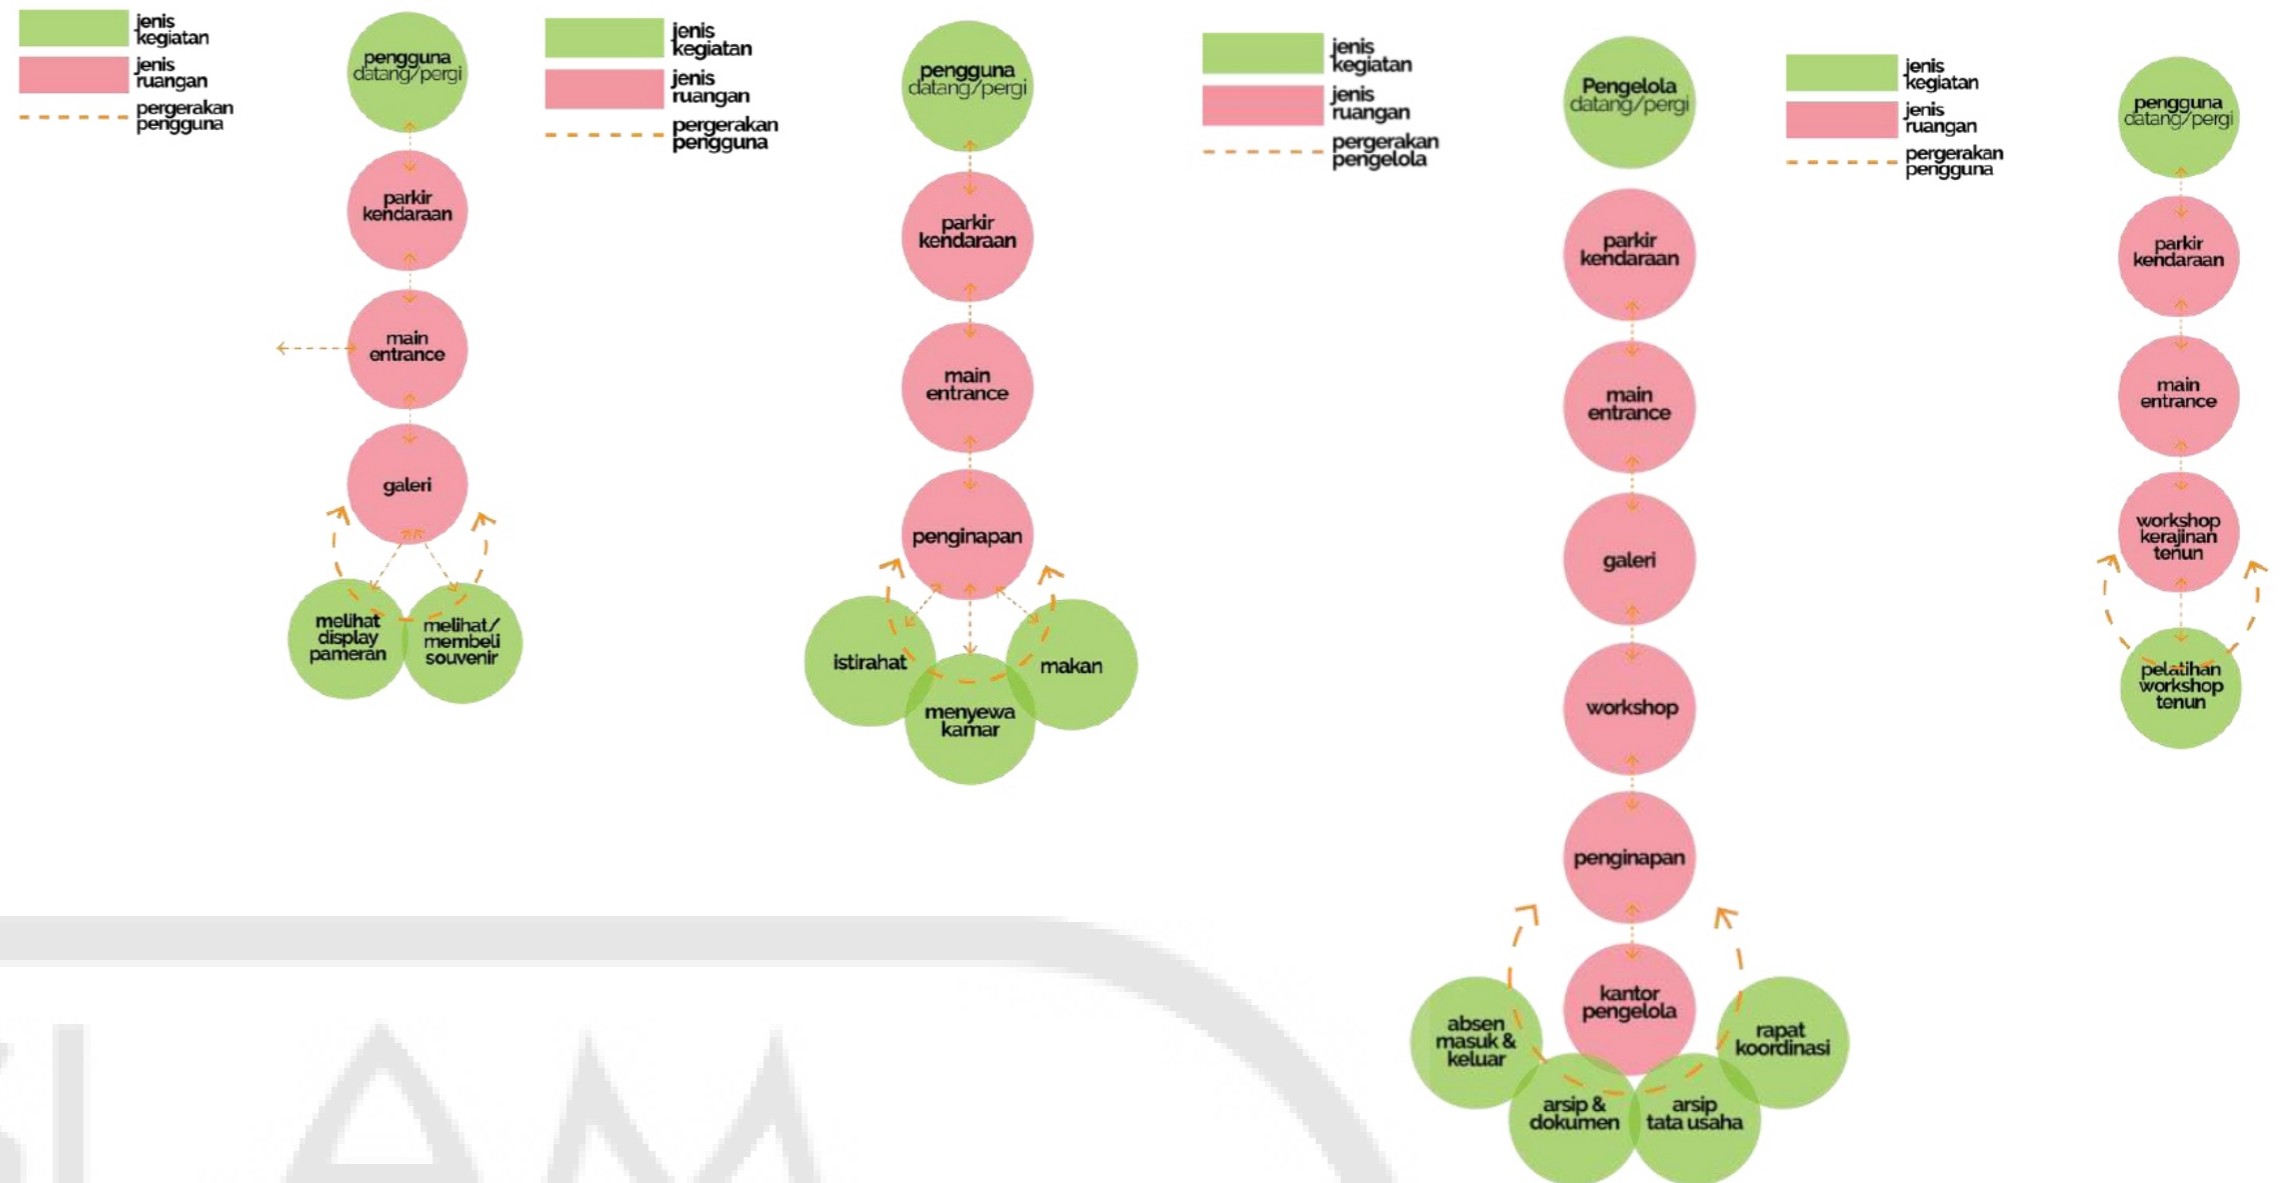 jenis
kegiatan
jenis
ruangan
pergerakan
pengguna
pengguna
datang/pergi
parkir
kendaraan
main
entrance
galeri
melihat
display
pameran
melihat/
membeli
souvenir
jenis
kegiatan
jenis
ruangan
pergerakan
pengguna
pengguna
datang/pergi
parkir
kendaraan
main
entrance
penginapan
istirahat
menyewa
kamar
makan
jenis
kegiatan
jenis
ruangan
pergerakan
pengelola
Pengelola
datang/pergi
parkir
kendaraan
main
entrance
galeri
workshop
penginapan
kantor
pengelola
absen
masuk &
keluar
arsip &
dokumen
arsip
tata usaha
rapat
koordinasi
jenis
kegiatan
jenis
ruangan
pergerakan
pengguna
pengguna
datang/pergi
parkir
kendaraan
main
entrance
workshop
kerajinan
tenun
pelatihan
workshop
tenun